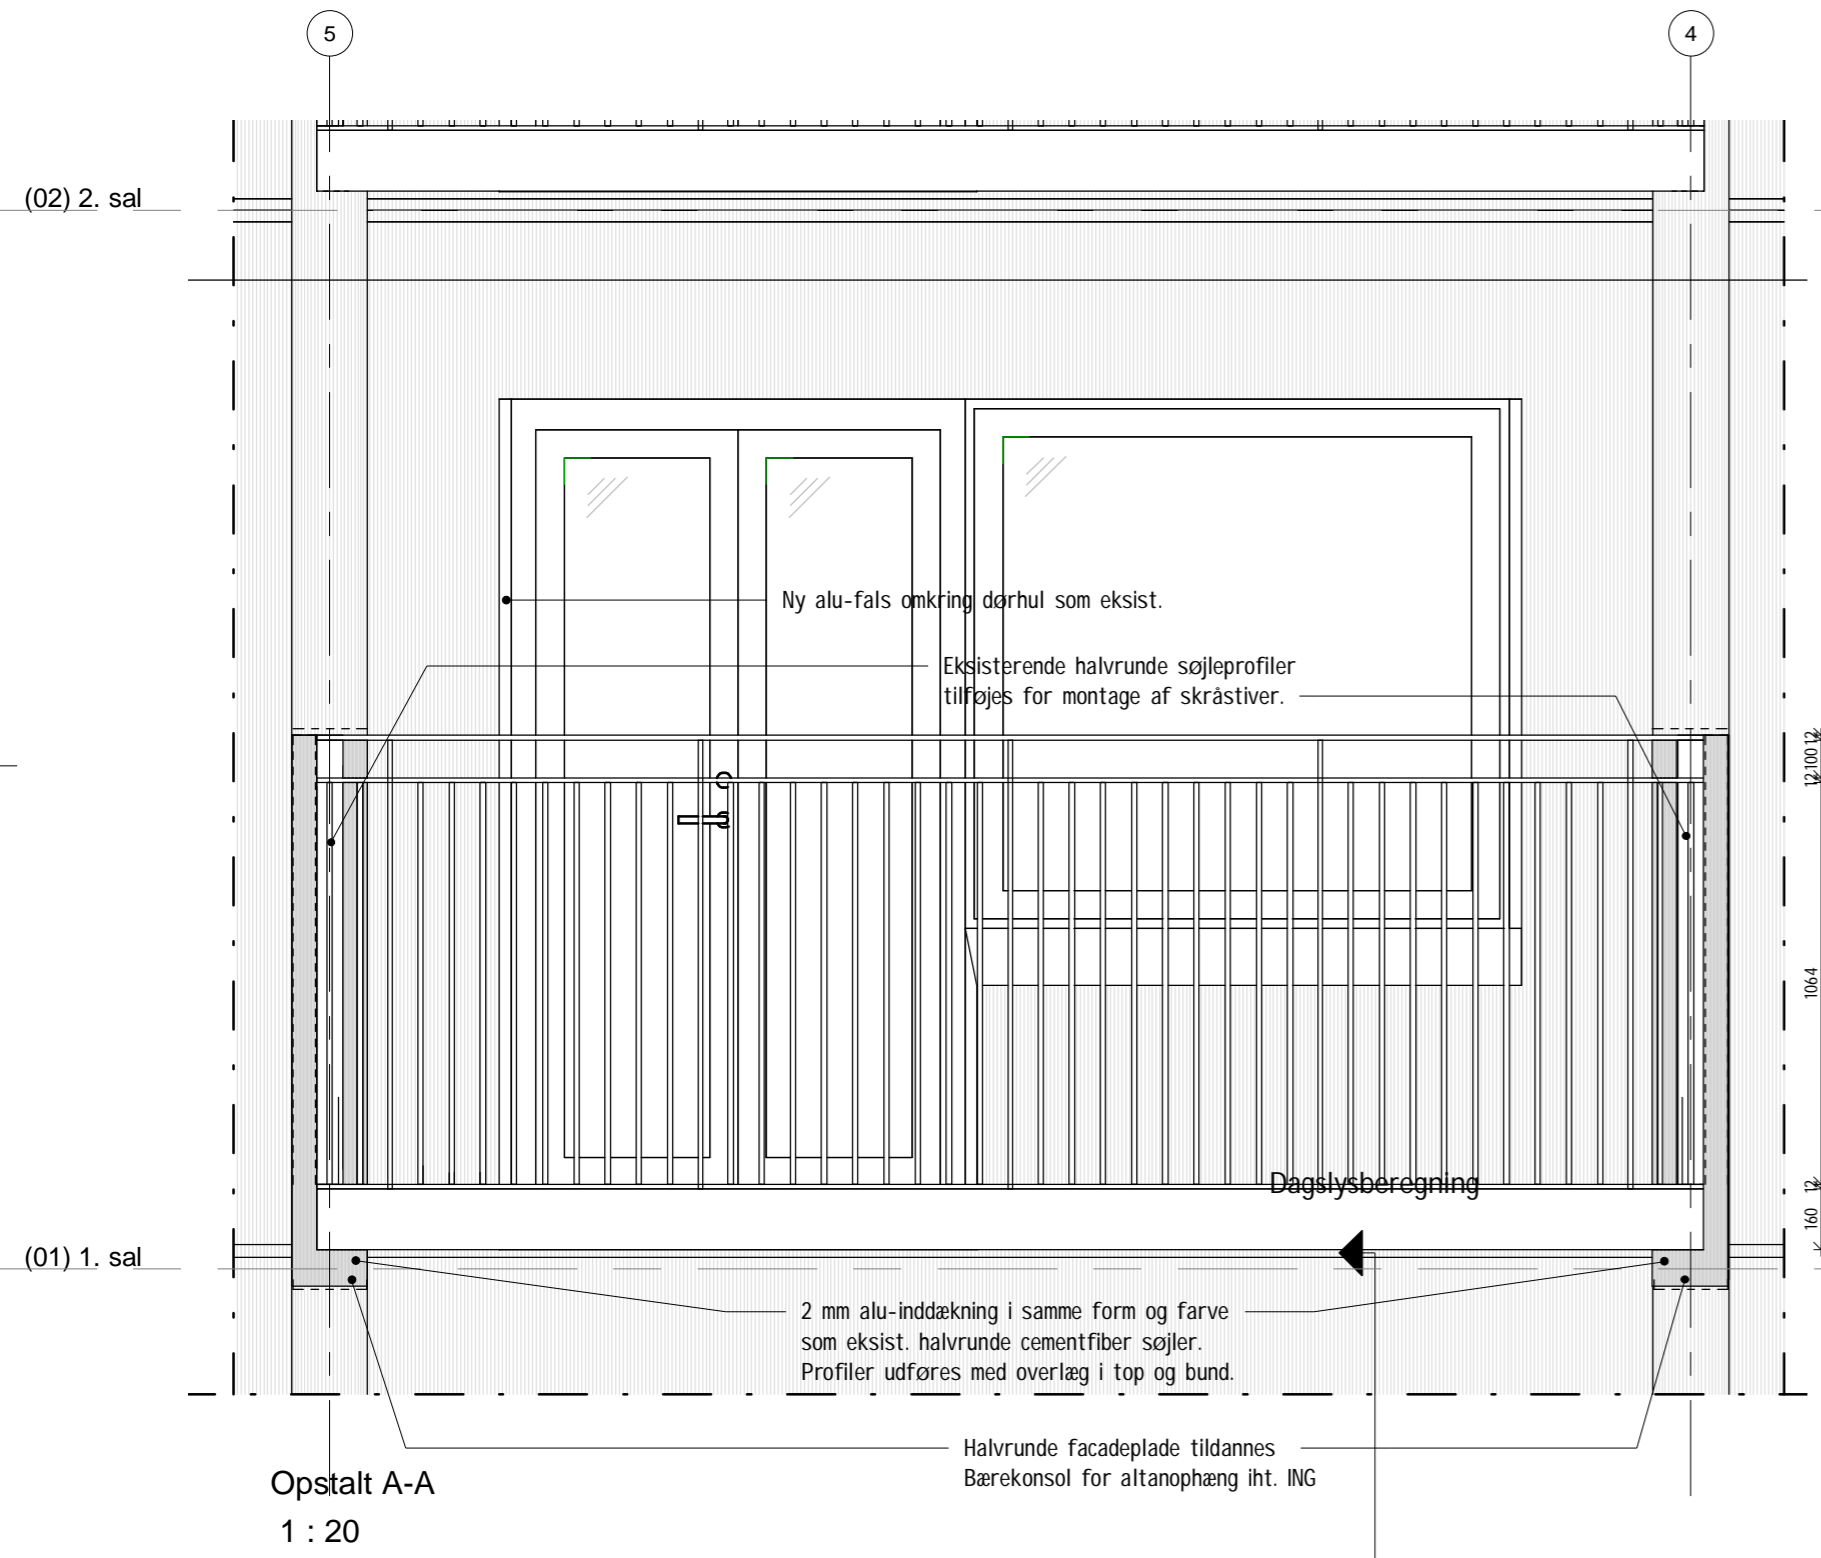 5
4
(02) 2. sal
Ny alu-fals omkring dørhul som eksist.
Eksisterende halvrunde søjleprofiler
tilføjes for montage af skråstiver.
12
100
12
1064
12
160
Dagslysberegning
(01) 1. sal
2 mm alu-inddækning i samme form og farve
som eksist. halvrunde cementfiber søjler.
Profiler udføres med overlæg i top og bund.
Halvrunde facadeplade tildannes
Bærekonsol for altanophæng iht. ING
Opstalt A-A
1 : 20